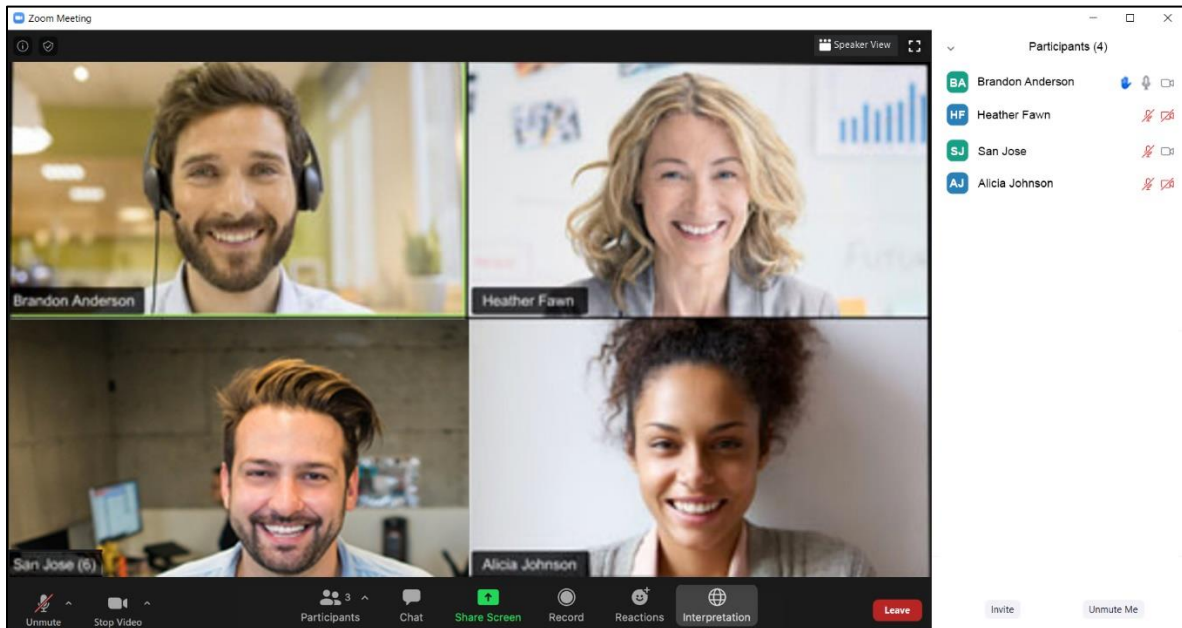 Zoom Meeting
Speaker View
Participants (4)
BA Brandon Anderson
HF Heather Fawn
SJ San Jose
AJ Alicia Johnson
Brandon Anderson
Heather Fawn
San Jose (6)
Alicia Johnson
Unmute
Stop Video
3
Participants
Chat
Share Screen
Record
Reactions
Interpretation
Leave
Invite
Unmute Me